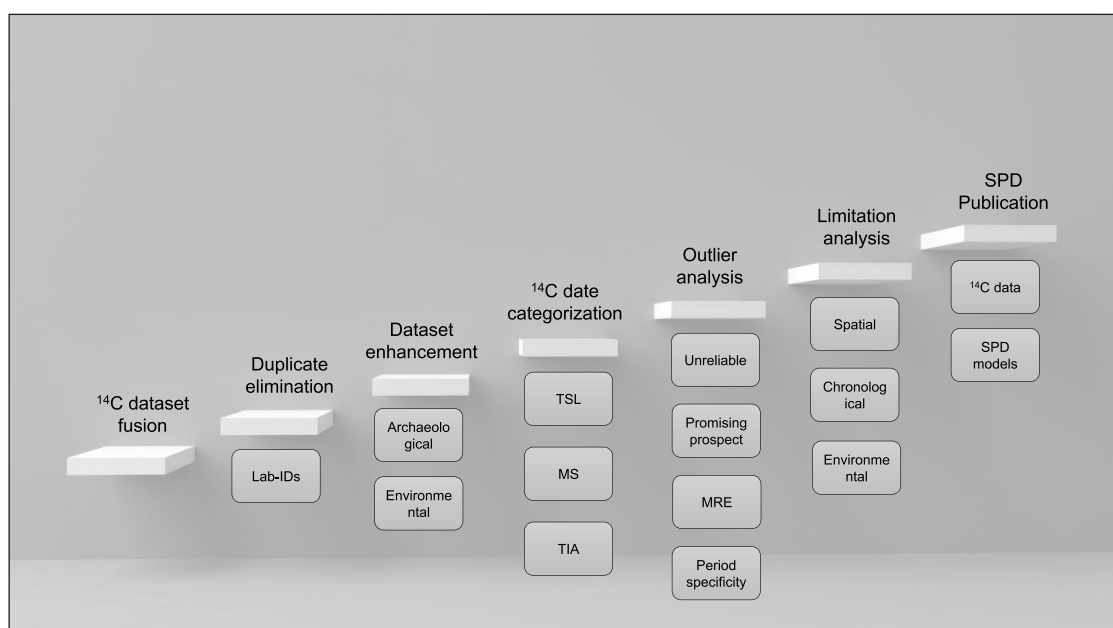 ¹⁴C dataset
fusion
Duplicate
elimination
Lab-IDs
Dataset
enhancement
Archaeolo
gical
Environme
ntal
¹⁴C date
categorization
TSL
MS
TIA
Outlier
analysis
Unreliable
Promising
prospect
MRE
Period
specificity
Limitation
analysis
Spatial
Chronolog
ical
Environme
ntal
SPD
Publication
¹⁴C data
SPD
models